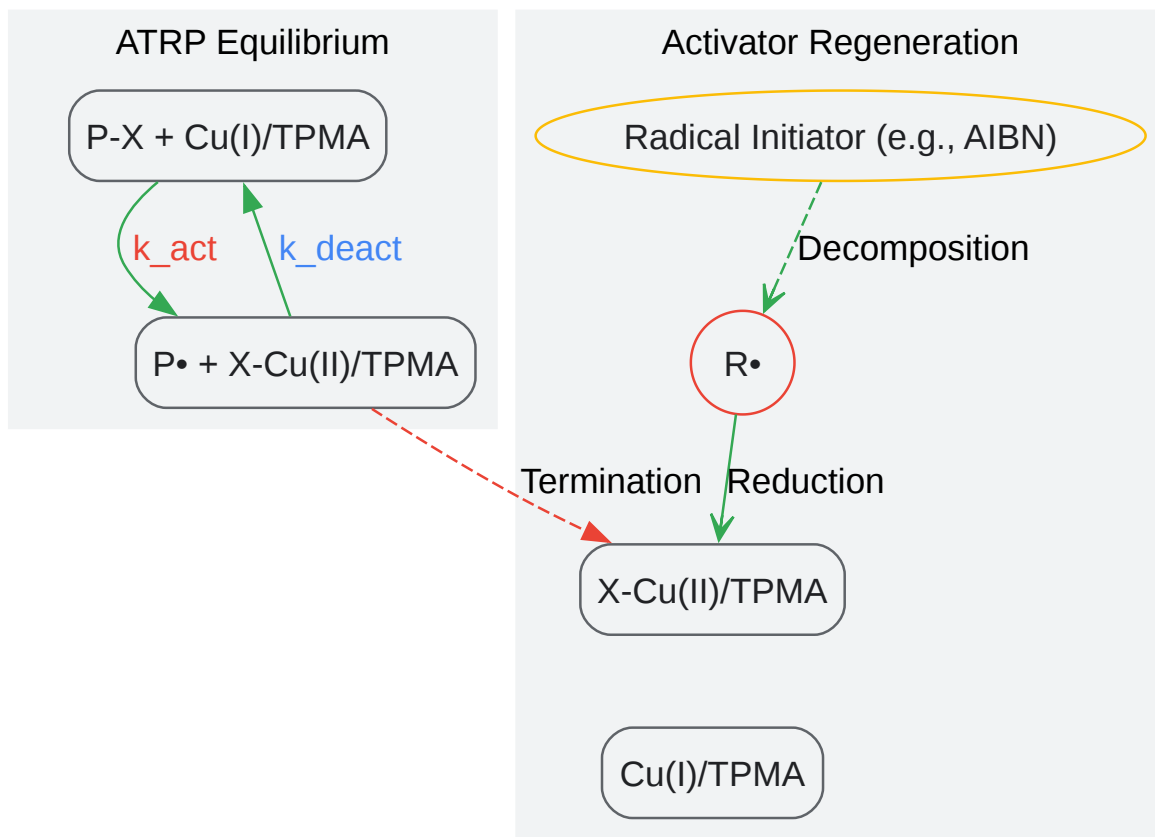 ATRP Equilibrium
P-X + Cu(I)/TPMA
k_act
k_deact
P• + X-Cu(II)/TPMA
Activator Regeneration
Radical Initiator (e.g., AIBN)
Decomposition
R•
Termination
Reduction
X-Cu(II)/TPMA
Cu(I)/TPMA